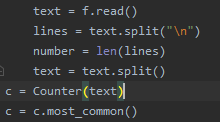 text = f.read()
lines = text.split("\n")
number = len(lines)
text = text.split()
c = Counter(text)
c = c.most_common()